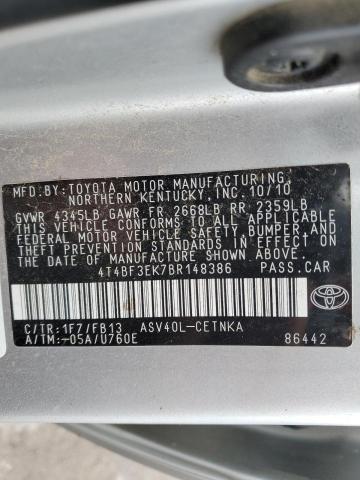 MFD.BY:TOYOTA MOTOR MANUFACTURING,
NORTHERN KENTUCKY,INC.10/10
GVWR 4345LB GAWR FR 2668LB RR 2359LB
THIS VEHICLE CONFORMS TO ALL APPLICABLE
FEDERAL MOTOR VEHICLE SAFETY,BUMPER,AND
THEFT PREVENTION STANDARDS IN EFFECT ON
THE DATE OF MANUFACTURE SHOWN ABOVE.
4T4BF3EK7BR148386 PASS.CAR
C/TR:1F7/FB13 ASV40L-CETNKA
A/TM:-05A/U760E 86442
TOYOTA